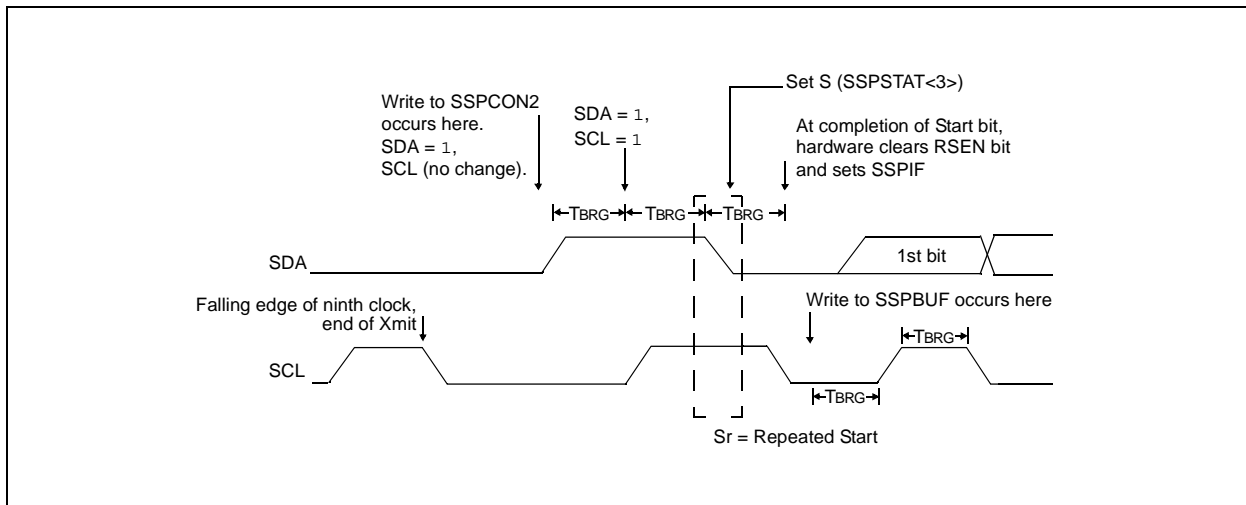 Set S (SSPSTAT<3>)
Write to SSPCON2
occurs here.
SDA = 1,
SCL (no change).
SDA = 1,
SCL = 1
At completion of Start bit,
hardware clears RSEN bit
and sets SSPIF
TBRG
TBRG
TBRG
SDA
1st bit
Falling edge of ninth clock,
end of Xmit
Write to SSPBUF occurs here
TBRG
SCL
TBRG
Sr = Repeated Start